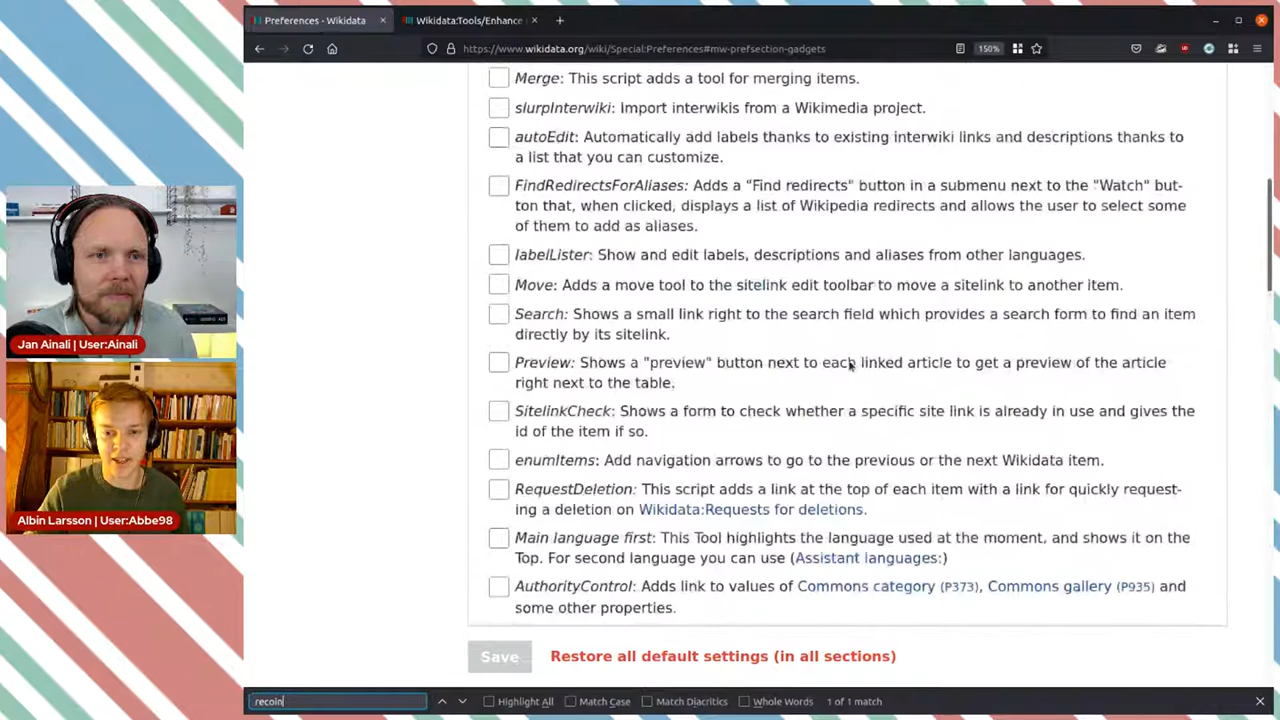 Preferences - Wikidata
Wikidata:Tools/Enhance
https://www.wikidata.org/wiki/Special:Preferences#mw-prefsection-gadgets
150%
Merge: This script adds a tool for merging items.
slurpInterwiki: Import interwikis from a Wikimedia project.
autoEdit: Automatically add labels thanks to existing interwiki links and descriptions thanks to
a list that you can customize.
FindRedirectsForAliases: Adds a "Find redirects" button in a submenu next to the "Watch" but-
ton that, when clicked, displays a list of Wikipedia redirects and allows the user to select some
of them to add as aliases.
labelLister: Show and edit labels, descriptions and aliases from other languages.
Move: Adds a move tool to the sitelink edit toolbar to move a sitelink to another item.
Search: Shows a small link right to the search field which provides a search form to find an item
directly by its sitelink.
Preview: Shows a "preview" button next to each linked article to get a preview of the article
right next to the table.
SitelinkCheck: Shows a form to check whether a specific site link is already in use and gives the
id of the item if so.
enumItems: Add navigation arrows to go to the previous or the next Wikidata item.
RequestDeletion: This script adds a link at the top of each item with a link for quickly request-
ing a deletion on Wikidata:Requests for deletions.
Main language first: This Tool highlights the language used at the moment, and shows it on the
Top. For second language you can use (Assistant languages:)
AuthorityControl: Adds link to values of Commons category (P373), Commons gallery (P935) and
some other properties.
Save
Restore all default settings (in all sections)
recoin
Highlight All
Match Case
Match Diacritics
Whole Words
1 of 1 match
Jan Ainali | User:Ainali
Albin Larsson | User:Abbe98